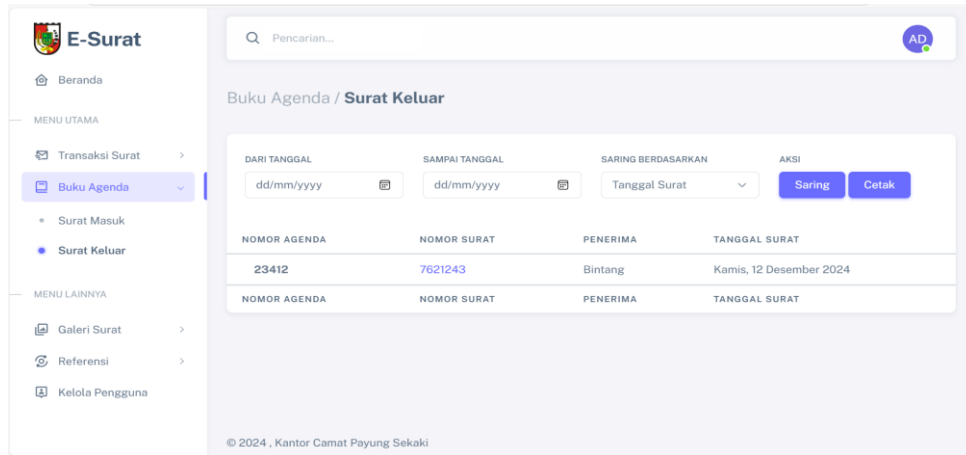 E-Surat
Beranda
MENU UTAMA
Transaksi Surat
Buku Agenda
Surat Masuk
Surat Keluar
MENU LAINNYA
Galeri Surat
Referensi
Kelola Pengguna
Pencarian...
AD
Buku Agenda / Surat Keluar
DARI TANGGAL SAMPAI TANGGAL SARING BERDASARKAN AKSI
dd/mm/yyyy dd/mm/yyyy Tanggal Surat Saring Cetak
NOMOR AGENDA NOMOR SURAT PENERIMA TANGGAL SURAT
23412 7621243 Bintang Kamis, 12 Desember 2024
NOMOR AGENDA NOMOR SURAT PENERIMA TANGGAL SURAT
© 2024 , Kantor Camat Payung Sekaki